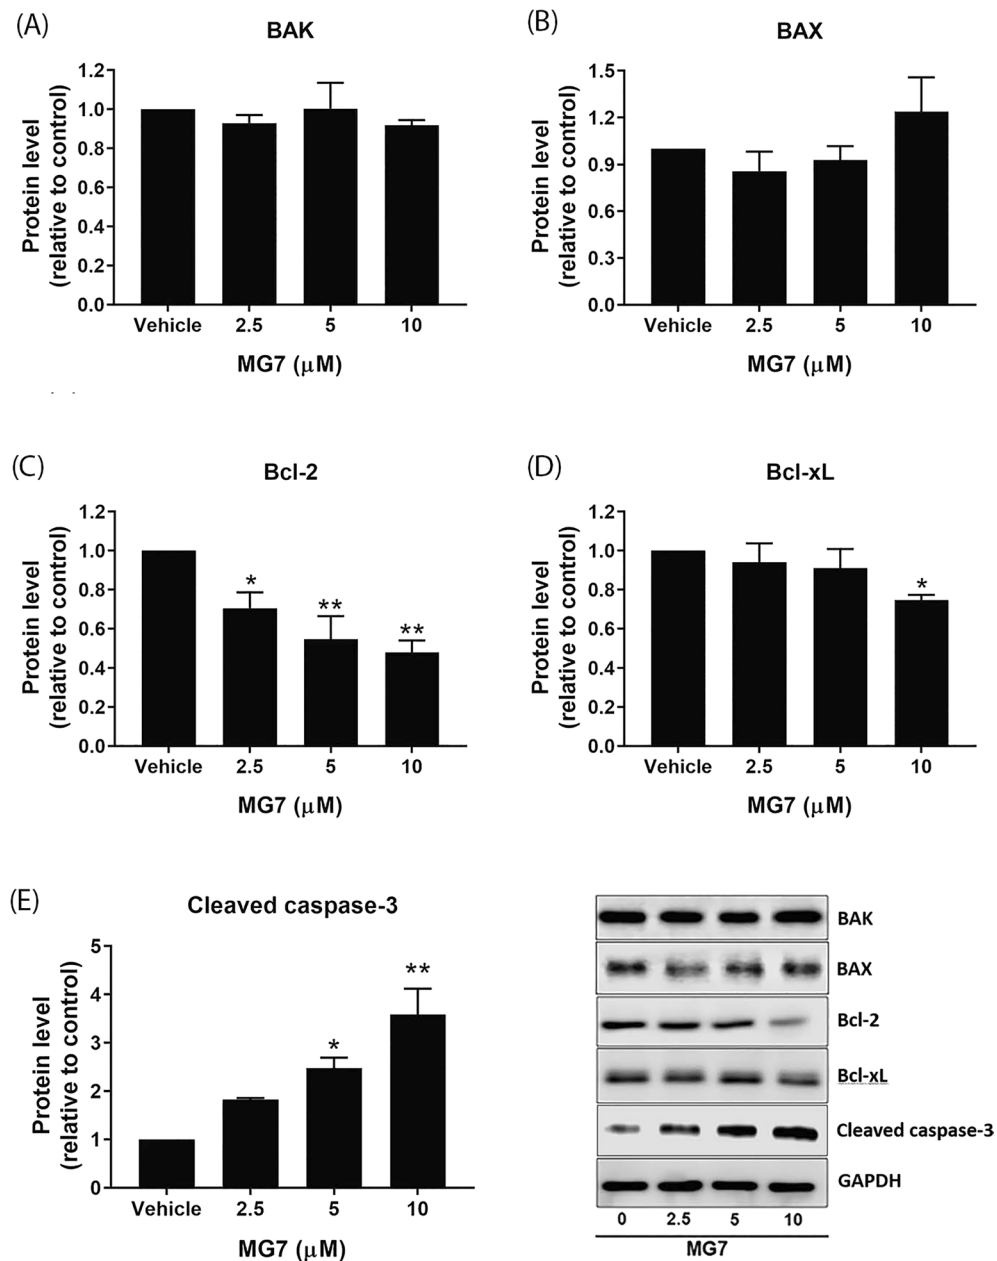 (A)
BAK
Protein level
(relative to control)
1.2
1.0
0.8
0.6
0.4
0.2
0.0
Vehicle 2.5 5 10
MG7 (μM)
(B)
BAX
Protein level
(relative to control)
1.5
1.2
0.9
0.6
0.3
0.0
Vehicle 2.5 5 10
MG7 (μM)
(C)
Bcl-2
Protein level
(relative to control)
1.2
1.0
0.8
0.6
0.4
0.2
0.0
* ** **
Vehicle 2.5 5 10
MG7 (μM)
(D)
Bcl-xL
Protein level
(relative to control)
1.2
1.0
0.8
0.6
0.4
0.2
0.0
*
Vehicle 2.5 5 10
MG7 (μM)
(E)
Cleaved caspase-3
Protein level
(relative to control)
5
4
3
2
1
0
* **
Vehicle 2.5 5 10
MG7 (μM)
BAK
BAX
Bcl-2
Bcl-xL
Cleaved caspase-3
GAPDH
0 2.5 5 10
MG7